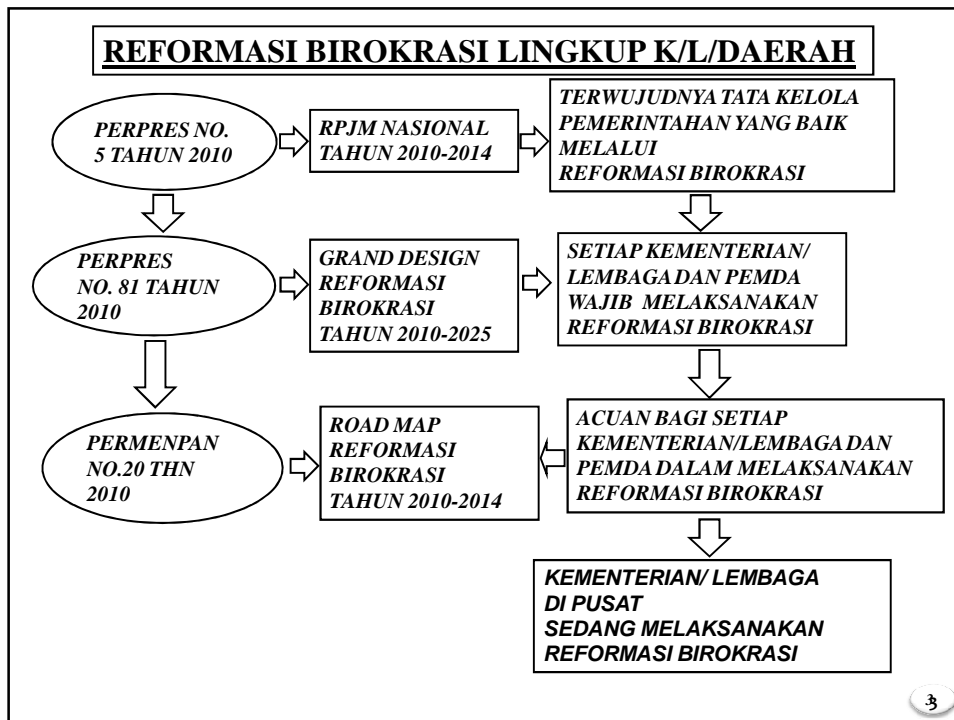 REFORMASI BIROKRASI LINGKUP K/L/DAERAH
PERPRES NO.
5 TAHUN 2010
RPJM NASIONAL
TAHUN 2010-2014
TERWUJUDNYA TATA KELOLA
PEMERINTAHAN YANG BAIK
MELALUI
REFORMASI BIROKRASI
PERPRES
NO. 81 TAHUN
2010
GRAND DESIGN
REFORMASI
BIROKRASI
TAHUN 2010-2025
SETIAP KEMENTERIAN/
LEMBAGA DAN PEMDA
WAJIB MELAKSANAKAN
REFORMASI BIROKRASI
PERMENPAN
NO.20 THN
2010
ROAD MAP
REFORMASI
BIROKRASI
TAHUN 2010-2014
ACUAN BAGI SETIAP
KEMENTERIAN/LEMBAGA DAN
PEMDA DALAM MELAKSANAKAN
REFORMASI BIROKRASI
KEMENTERIAN/ LEMBAGA
DI PUSAT
SEDANG MELAKSANAKAN
REFORMASI BIROKRASI
3